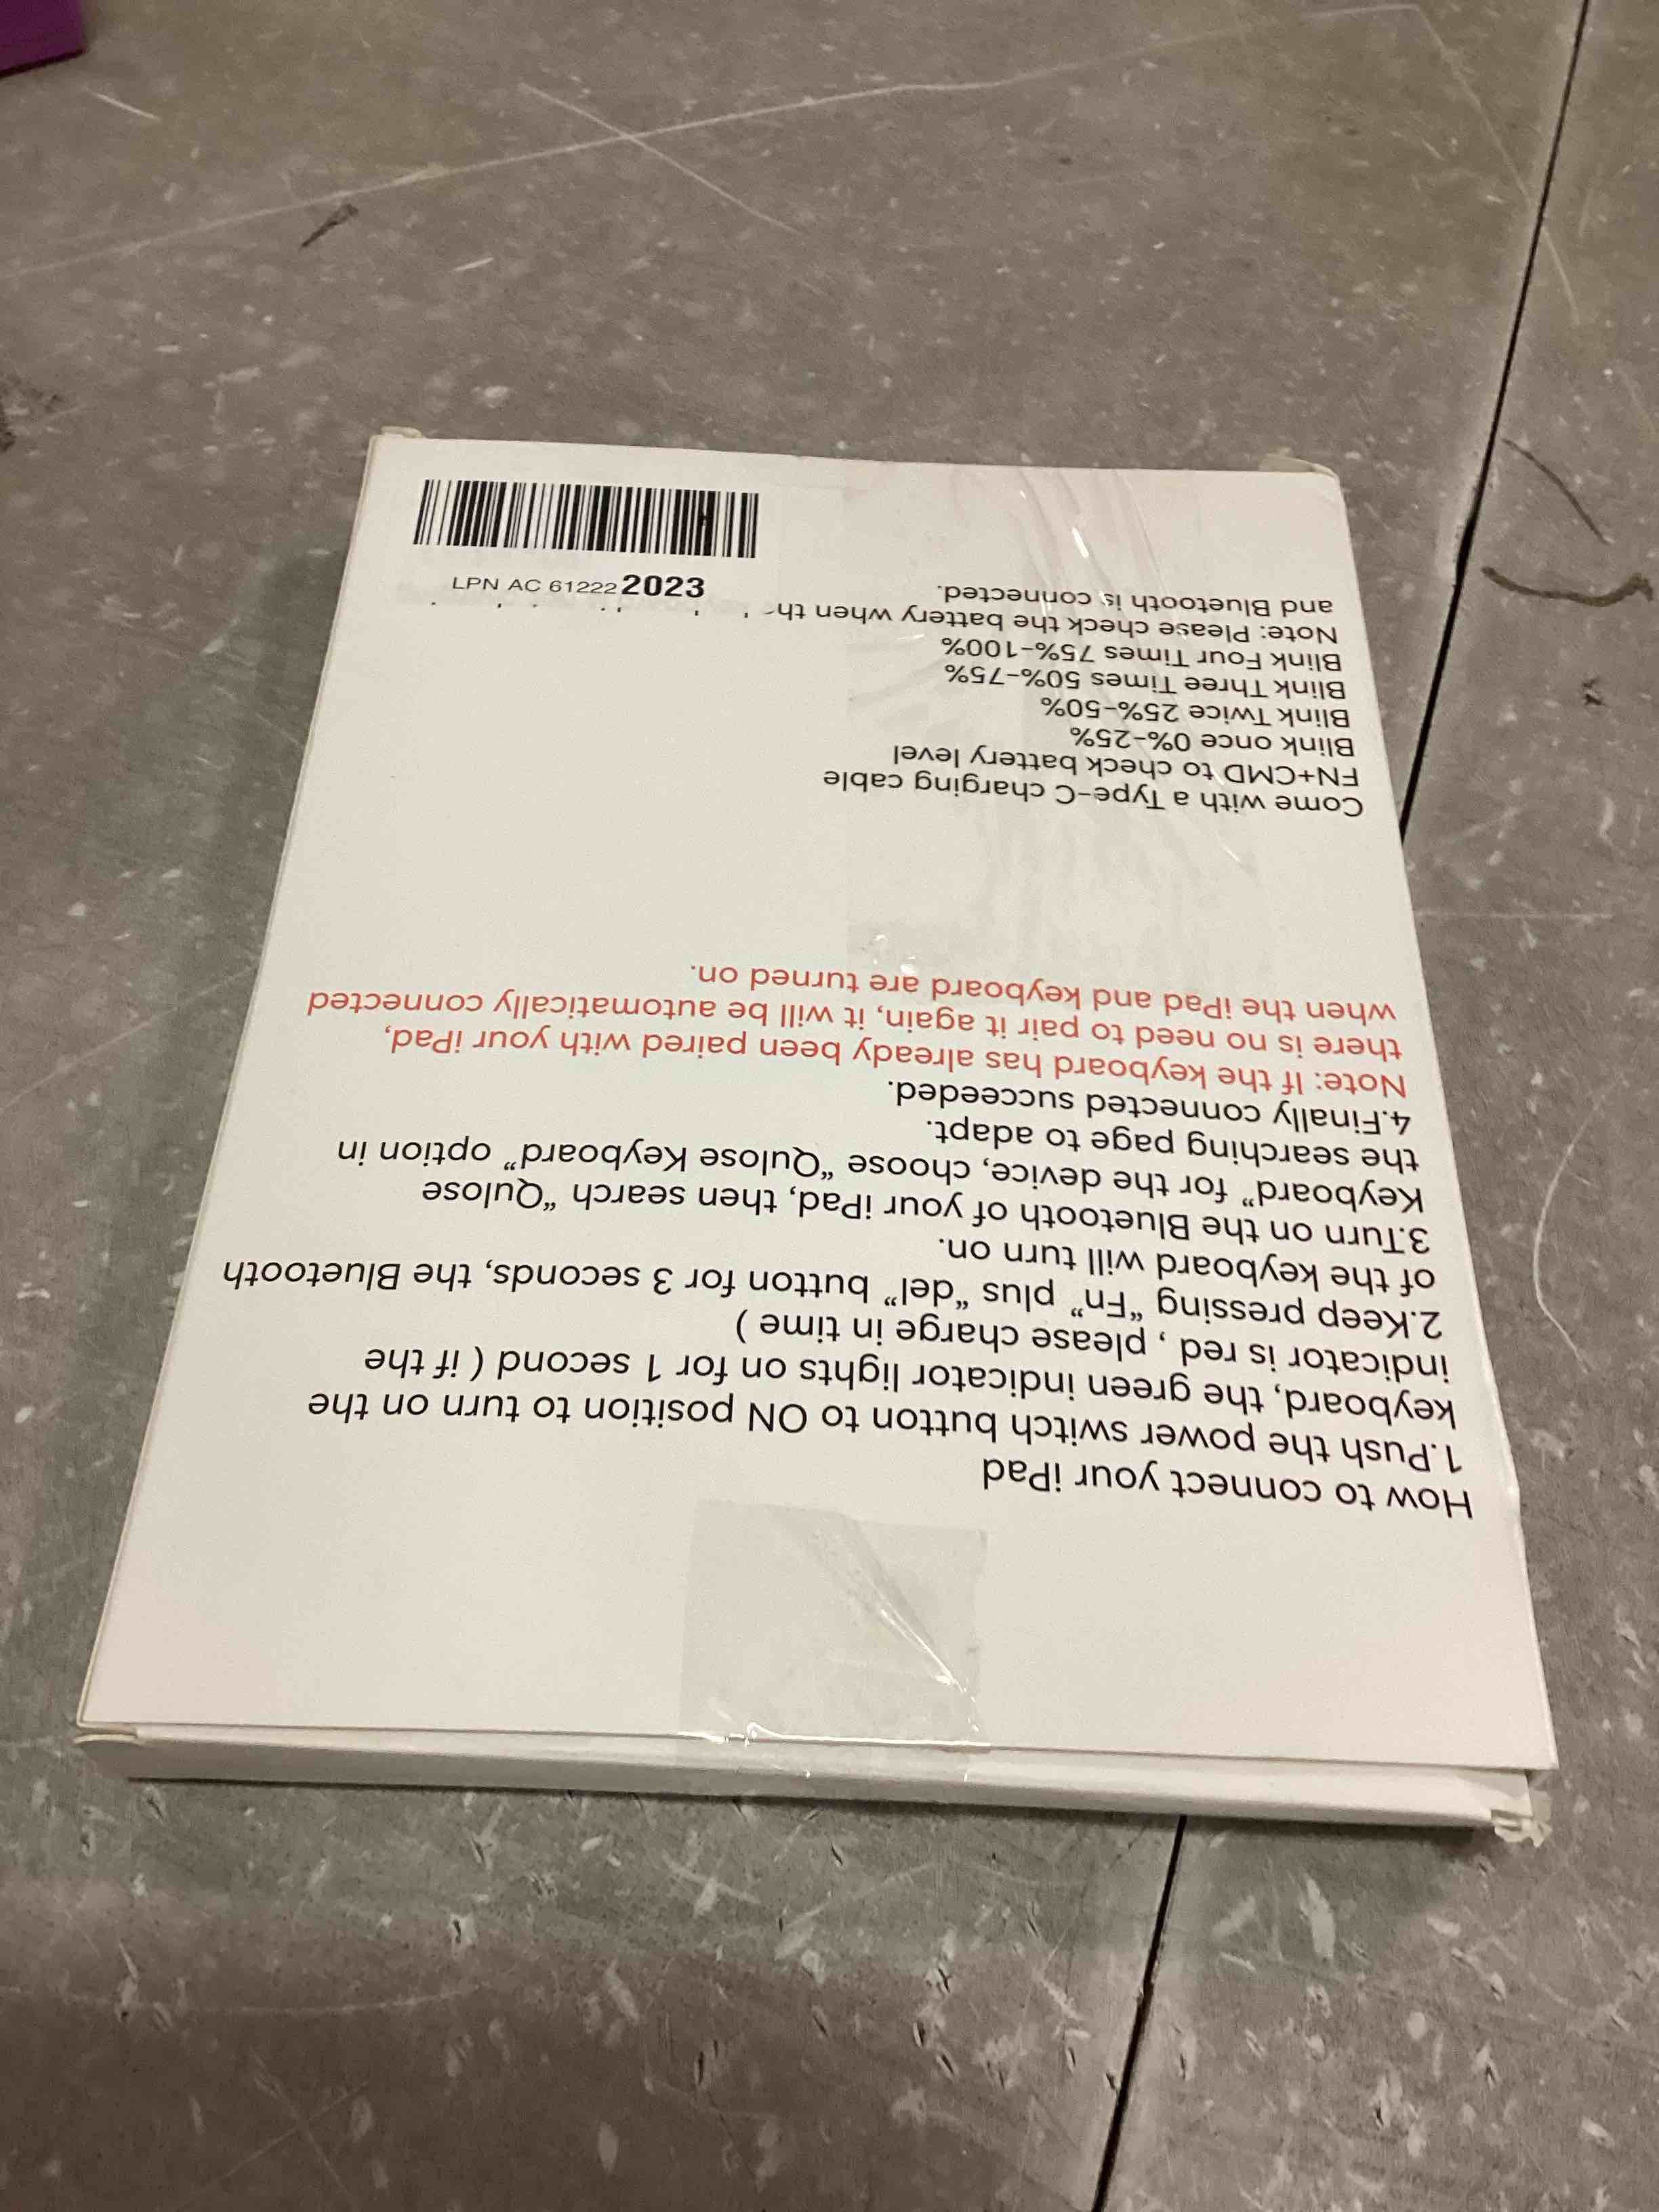 How to connect your iPad
1.Push the power switch button to ON position to turn on the
keyboard, the green indicator lights on for 1 second ( if the
indicator is red , please charge in time )
2.Keep pressing “Fn” plus “del” button for 3 seconds, the Bluetooth
of the keyboard will turn on.
3.Turn on the Bluetooth of your iPad, then search “Qulose
Keyboard” for the device, choose “Qulose Keyboard” option in
the searching page to adapt.
4.Finally connected succeeded.
Note: If the keyboard has already been paired with your iPad,
there is no need to pair it again, it will be automatically connected
when the iPad and keyboard are turned on.
Come with a Type-C charging cable
FN+CMD to check battery level
Blink once 0%-25%
Blink Twice 25%-50%
Blink Three Times 50%-75%
Blink Four Times 75%-100%
Note: Please check the battery when
and Bluetooth is connected.
LPN AC 61222 2023